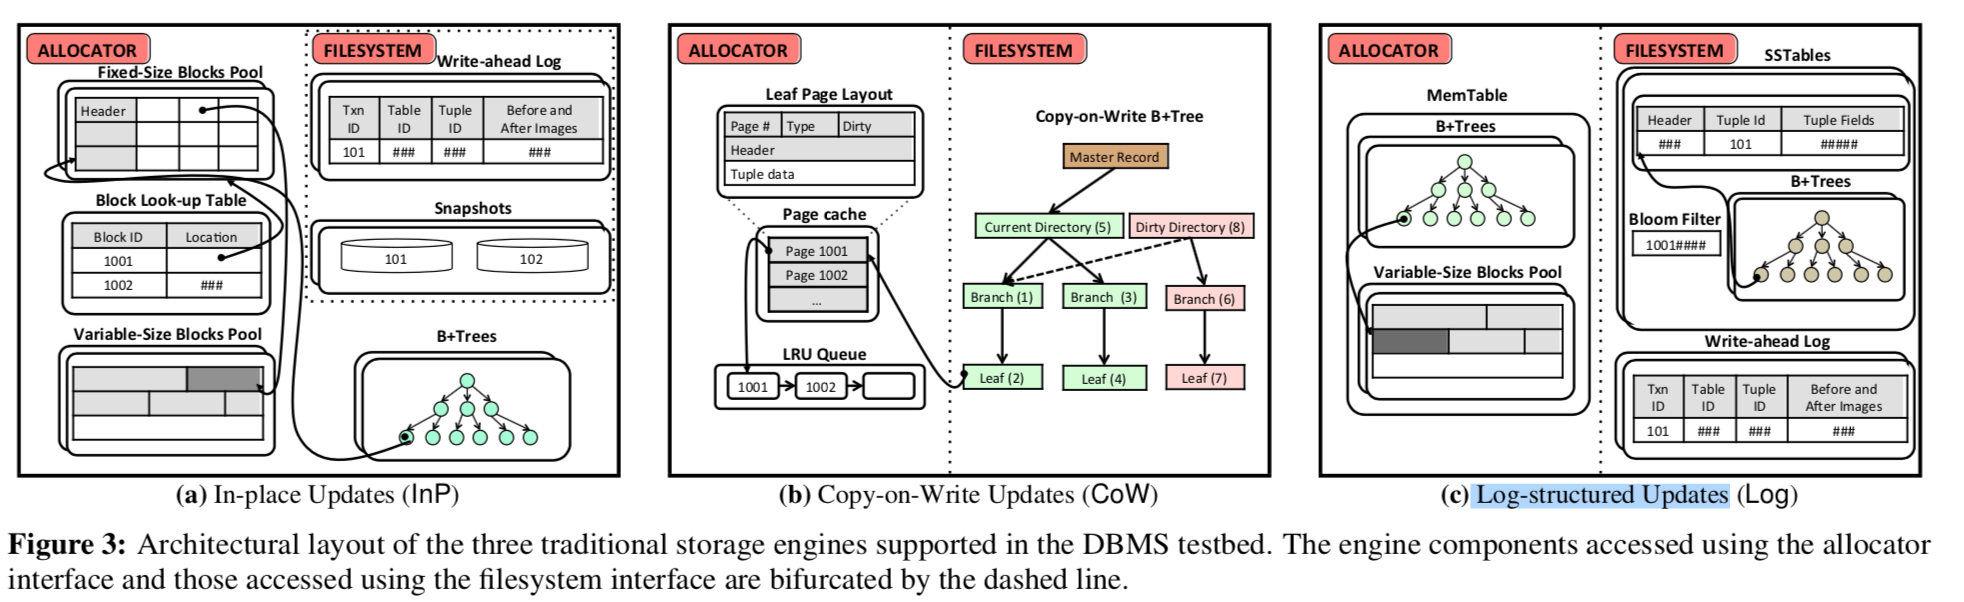 ALLOCATOR
Fixed-Size Blocks Pool
Header
Block Look-up Table
Block ID Location
1001
1002 ###
Variable-Size Blocks Pool
FILESYSTEM
Write-ahead Log
Txn ID Table ID Tuple ID Before and After Images
101 ### ### ###
Snapshots
101 102
B+Trees
(a) In-place Updates (InP)
ALLOCATOR
Leaf Page Layout
Page # Type Dirty
Header
Tuple data
Page cache
Page 1001
Page 1002
...
LRU Queue
1001 1002
FILESYSTEM
Copy-on-Write B+Tree
Master Record
Current Directory (5) Dirty Directory (8)
Branch (1) Branch (3) Branch (6)
Leaf (2) Leaf (4) Leaf (7)
(b) Copy-on-Write Updates (CoW)
ALLOCATOR
MemTable
B+Trees
Variable-Size Blocks Pool
FILESYSTEM
SSTables
Header Tuple Id Tuple Fields
### 101 #####
B+Trees
Bloom Filter
1001####
Write-ahead Log
Txn ID Table ID Tuple ID Before and After Images
101 ### ### ###
(c) Log-structured Updates (Log)
Figure 3: Architectural layout of the three traditional storage engines supported in the DBMS testbed. The engine components accessed using the allocator
interface and those accessed using the filesystem interface are bifurcated by the dashed line.